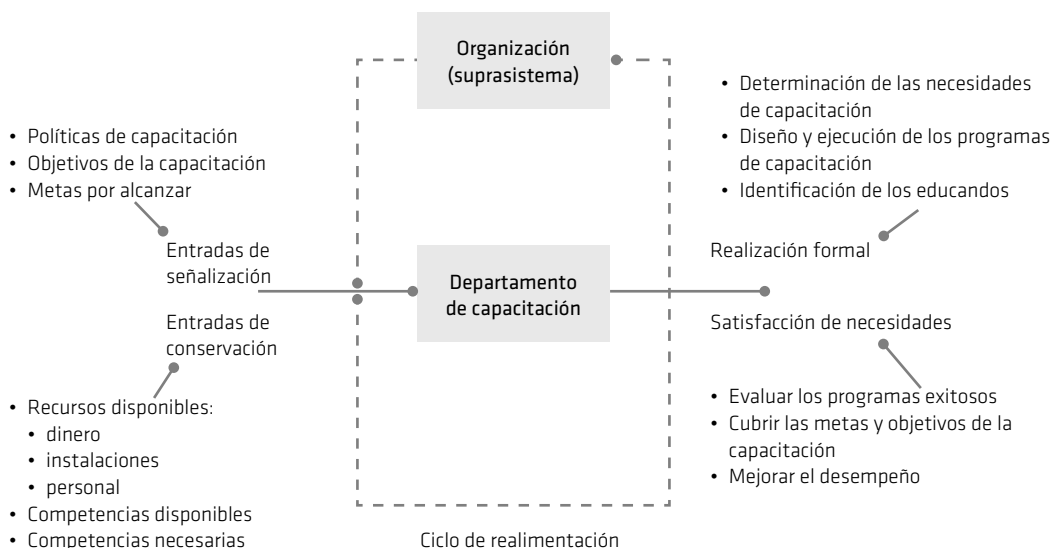 Organización
(suprasistema)
• Determinación de las necesidades
de capacitación
• Diseño y ejecución de los programas
de capacitación
• Identificación de los educandos
• Políticas de capacitación
• Objetivos de la capacitación
• Metas por alcanzar
Entradas de
señalización
Departamento
de capacitación
Realización formal
Entradas de
conservación
Satisfacción de necesidades
• Recursos disponibles:
• dinero
• instalaciones
• personal
• Competencias disponibles
• Competencias necesarias
• Evaluar los programas exitosos
• Cubrir las metas y objetivos de la
capacitación
• Mejorar el desempeño
Ciclo de realimentación